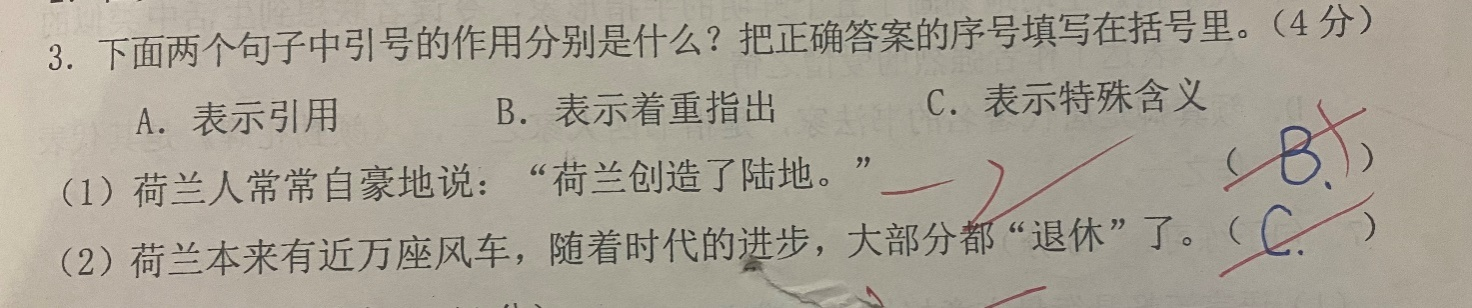 3. 下面两个句子中引号的作用分别是什么？把正确答案的序号填写在括号里。（4分）
A. 表示引用 B. 表示着重指出 C. 表示特殊含义
（1）荷兰人常常自豪地说：“荷兰创造了陆地。” —2 （B.）
（2）荷兰本来有近万座风车，随着时代的进步，大部分都“退休”了。（C.）